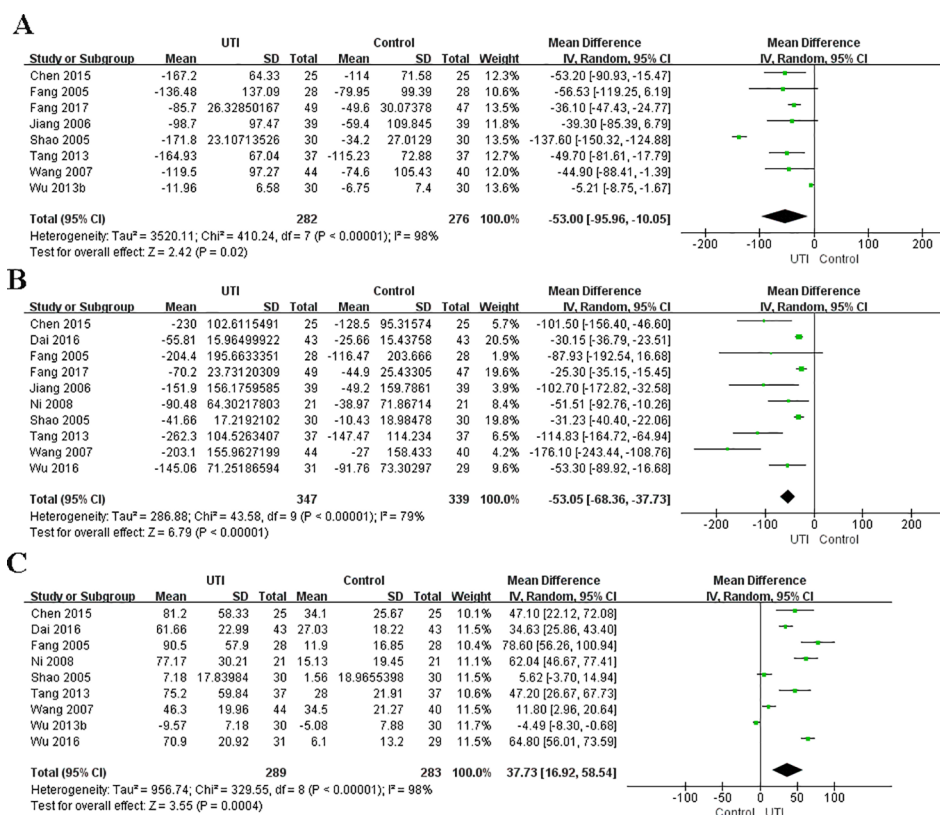 A
UTI Control Mean Difference Mean Difference
Study or Subgroup Mean SD Total Mean SD Total Weight IV, Random, 95% CI IV, Random, 95% CI
Chen 2015 -167.2 64.33 25 -114 71.58 25 12.3% -53.20 [-90.93, -15.47]
Fang 2005 -136.48 137.09 28 -79.95 99.39 28 10.6% -56.53 [-119.25, 6.19]
Fang 2017 -85.7 26.32850167 49 -49.6 30.07378 47 13.5% -36.10 [-47.43, -24.77]
Jiang 2006 -98.7 97.47 39 -59.4 109.845 39 11.8% -39.30 [-85.39, 6.79]
Shao 2005 -171.8 23.10713526 30 -34.2 27.0129 30 13.5% -137.60 [-150.32, -124.88]
Tang 2013 -164.93 67.04 37 -115.23 72.88 37 12.7% -49.70 [-81.61, -17.79]
Wang 2007 -119.5 97.27 44 -74.6 105.43 40 12.0% -44.90 [-88.41, -1.39]
Wu 2013b -11.96 6.58 30 -6.75 7.4 30 13.6% -5.21 [-8.75, -1.67]
Total (95% CI) 282 276 100.0% -53.00 [-95.96, -10.05]
Heterogeneity: Tau² = 3520.11; Chi² = 410.24, df = 7 (P < 0.00001); I² = 98%
Test for overall effect: Z = 2.42 (P = 0.02)
-200 -100 0 100 200
UTI Control
B
UTI Control Mean Difference Mean Difference
Study or Subgroup Mean SD Total Mean SD Total Weight IV, Random, 95% CI IV, Random, 95% CI
Chen 2015 -230 102.6115491 25 -128.5 95.31574 25 5.7% -101.50 [-156.40, -46.60]
Dai 2016 -55.81 15.96499922 43 -25.66 15.43758 43 20.5% -30.15 [-36.79, -23.51]
Fang 2005 -204.4 195.6633351 28 -116.47 203.666 28 1.9% -87.93 [-192.54, 16.68]
Fang 2017 -70.2 23.73120309 49 -44.9 25.43305 47 19.6% -25.30 [-35.15, -15.45]
Jiang 2006 -151.9 156.1759585 39 -49.2 159.7861 39 3.9% -102.70 [-172.82, -32.58]
Ni 2008 -90.48 64.30217803 21 -38.97 71.86714 21 8.4% -51.51 [-92.76, -10.26]
Shao 2005 -41.66 17.2192102 30 -10.43 18.98478 30 19.8% -31.23 [-40.40, -22.06]
Tang 2013 -262.3 104.5263407 37 -147.47 114.234 37 6.5% -114.83 [-164.72, -64.94]
Wang 2007 -203.1 155.9627199 44 -27 158.433 40 4.2% -176.10 [-243.44, -108.76]
Wu 2016 -145.06 71.25186594 31 -91.76 73.30297 29 9.6% -53.30 [-89.92, -16.68]
Total (95% CI) 347 339 100.0% -53.05 [-68.36, -37.73]
Heterogeneity: Tau² = 286.88; Chi² = 43.58, df = 9 (P < 0.00001); I² = 79%
Test for overall effect: Z = 6.79 (P < 0.00001)
-200 -100 0 100 200
UTI Control
C
UTI Control Mean Difference Mean Difference
Study or Subgroup Mean SD Total Mean SD Total Weight IV, Random, 95% CI IV, Random, 95% CI
Chen 2015 81.2 58.33 25 34.1 25.67 25 10.1% 47.10 [22.12, 72.08]
Dai 2016 61.66 22.99 43 27.03 18.22 43 11.5% 34.63 [25.86, 43.40]
Fang 2005 90.5 57.9 28 11.9 16.85 28 10.4% 78.60 [56.26, 100.94]
Ni 2008 77.17 30.21 21 15.13 19.45 21 11.1% 62.04 [46.67, 77.41]
Shao 2005 7.18 17.83984 30 1.56 18.9655398 30 11.5% 5.62 [-3.70, 14.94]
Tang 2013 75.2 59.84 37 28 21.91 37 10.6% 47.20 [26.67, 67.73]
Wang 2007 46.3 19.96 44 34.5 21.27 40 11.5% 11.80 [2.96, 20.64]
Wu 2013b -9.57 7.18 30 -5.08 7.88 30 11.7% -4.49 [-8.30, -0.68]
Wu 2016 70.9 20.92 31 6.1 13.2 29 11.5% 64.80 [56.01, 73.59]
Total (95% CI) 289 283 100.0% 37.73 [16.92, 58.54]
Heterogeneity: Tau² = 956.74; Chi² = 329.55, df = 8 (P < 0.00001); I² = 98%
Test for overall effect: Z = 3.55 (P = 0.0004)
-100 -50 0 50 100
Control UTI